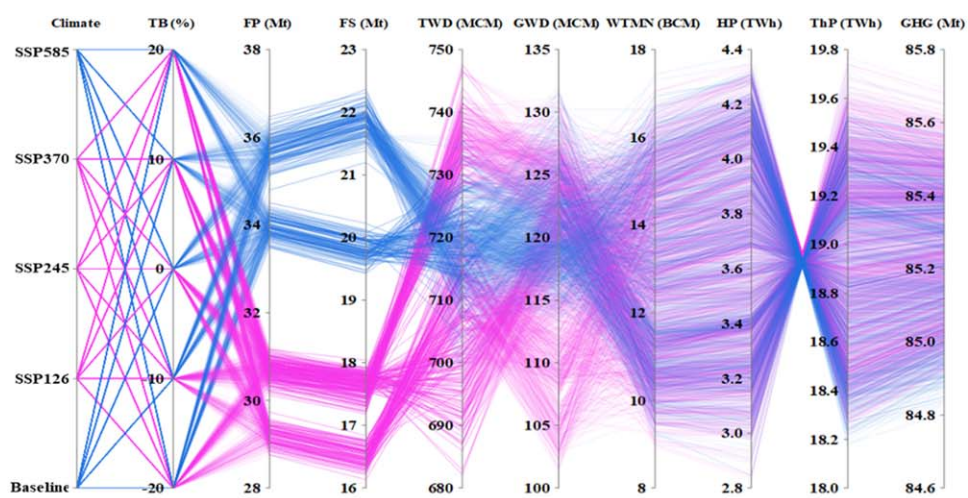 Climate TB (%) FP (Mt) FS (Mt) TWD (MCM) GWD (MCM) WTMN (BCM) HP (TWh) ThP (TWh) GHG (Mt)
SSP585 20 38 23 750 135 18 4.4 19.8 85.8
22 740 130 4.2 19.6 85.6
36 16
SSP370 10 21 730 125 4.0 19.4 85.4
34 20 720 120 14 3.8 19.2
19.0
SSP245 0 3.6 85.2
32 19 710 115 12 3.4 18.8
18 700 110 18.6 85.0
SSP126 -10 3.2 18.4
30 17 690 105 10 3.0 18.2 84.8
Baseline -20 28 16 680 100 8 2.8 18.0 84.6